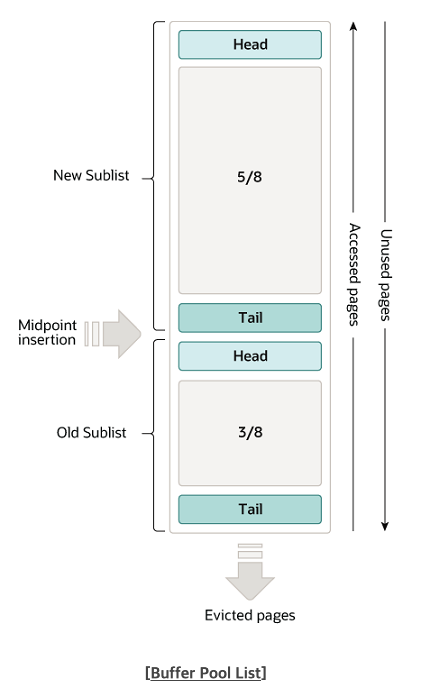 Head
5/8
New Sublist
Tail
Midpoint
insertion
Head
3/8
Old Sublist
Tail
Accessed pages
Unused pages
Evicted pages
[Buffer Pool List]